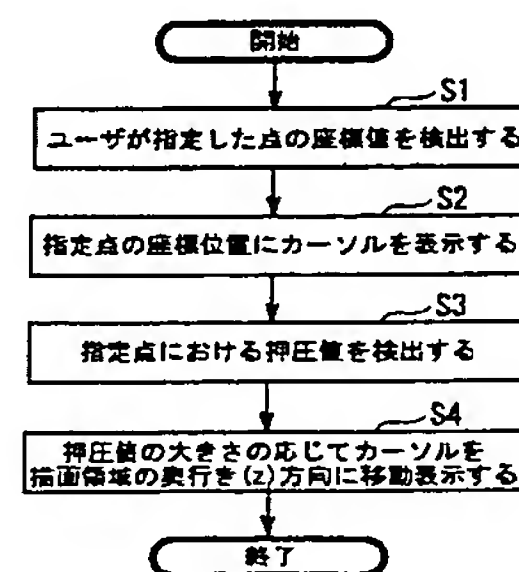 開始
S1
ユーザが指定した点の座標値を検出する
S2
指定点の座標位置にカーソルを表示する
S3
指定点における押圧値を検出する
S4
押圧値の大きさの応じてカーソルを
描画領域の奥行き(z)方向に移動表示する
終了